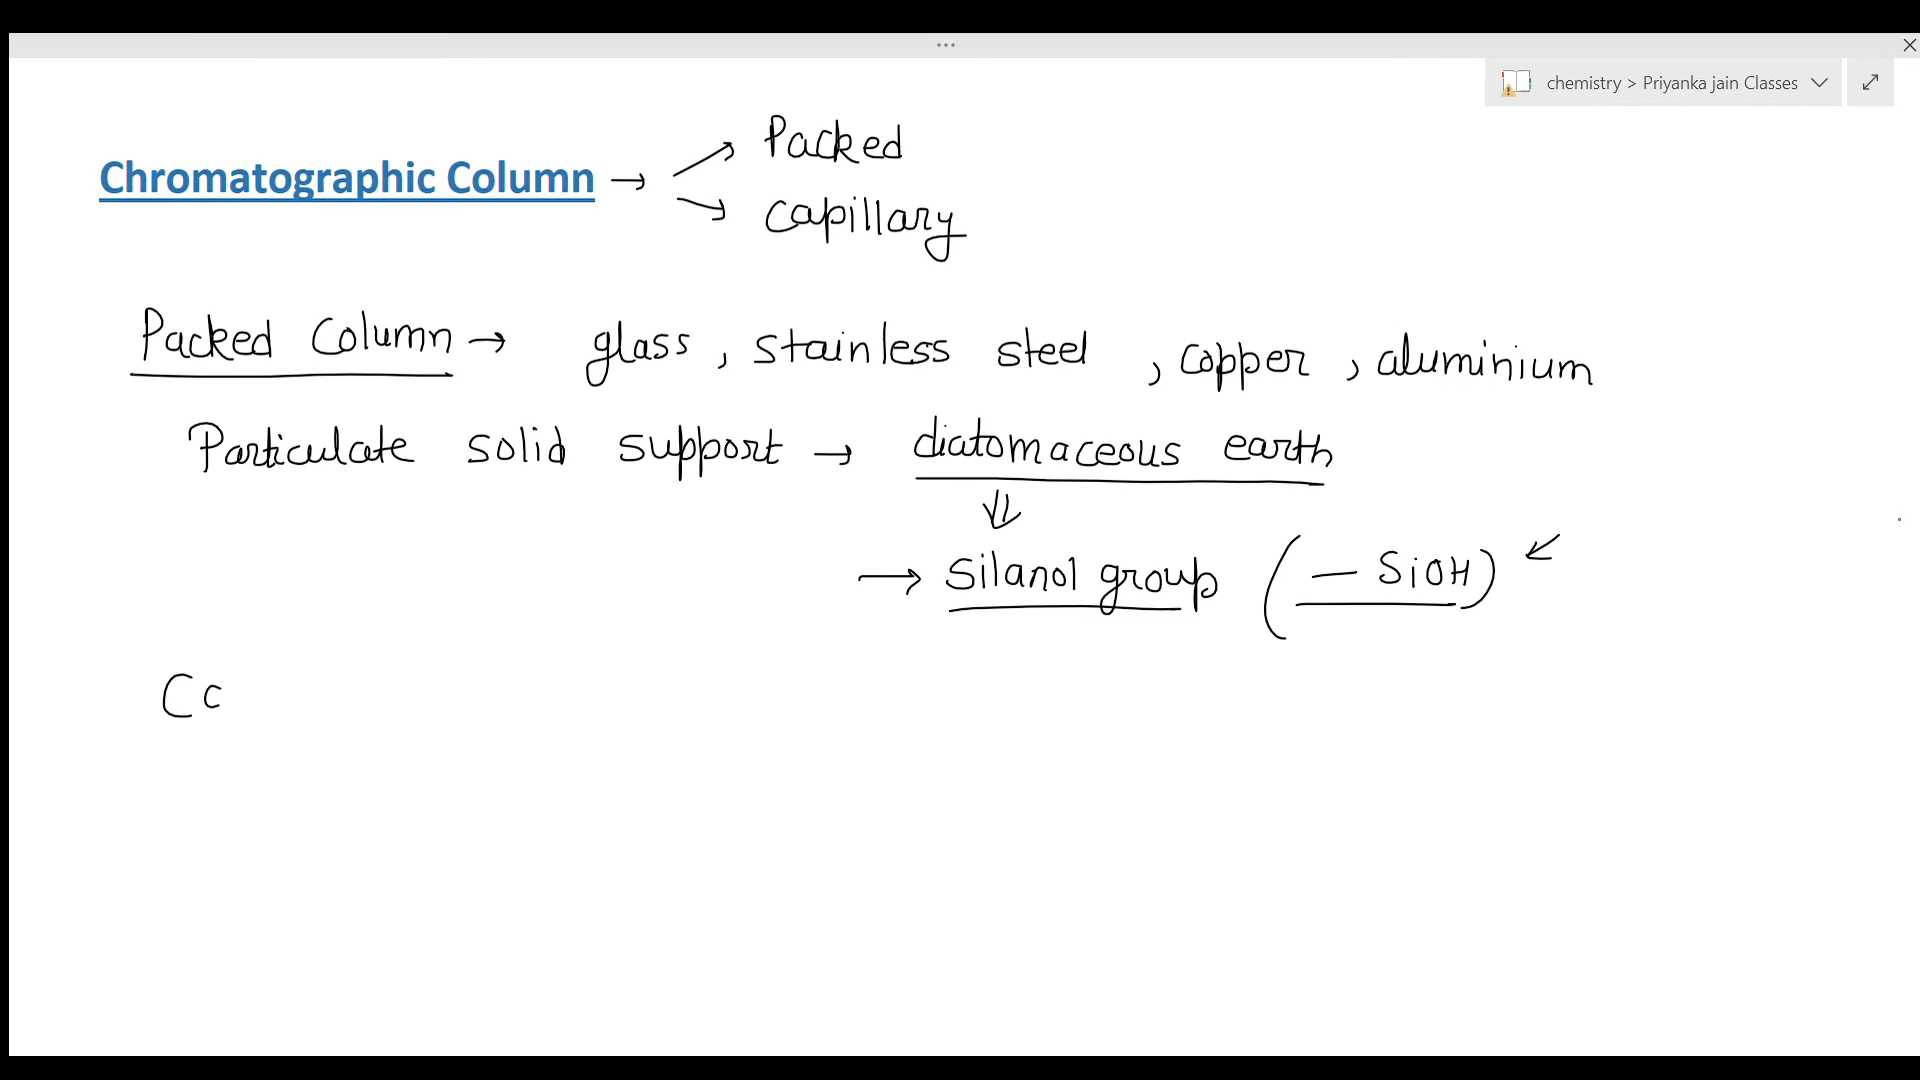 chemistry > Priyanka jain Classes
Packed
Chromatographic Column →
Capillary
Packed Column → glass, stainless steel, copper, aluminium
Particulate solid support → diatomaceous earth
→ Silanol group (— SiOH)
Cc